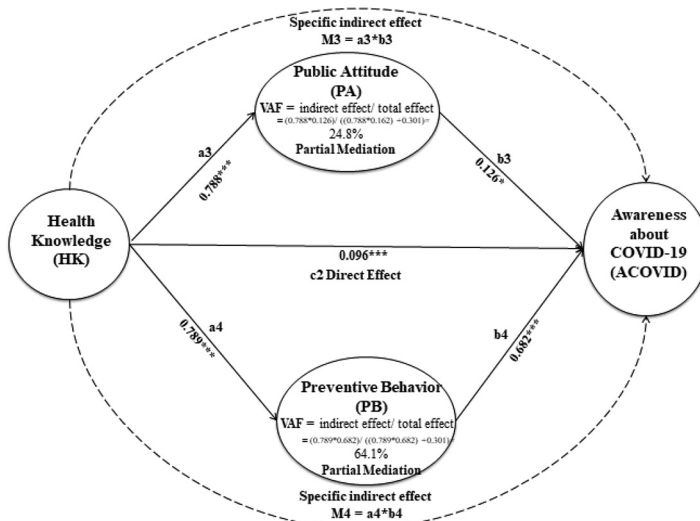 Specific indirect effect
M3 = a3*b3
Public Attitude
(PA)
VAF = indirect effect/ total effect
= (0.788*0.126)/ ((0.788*0.162) +0.301)=
24.8%
Partial Mediation
a3
0.788***
b3
0.126*
Health
Knowledge
(HK)
0.096***
c2 Direct Effect
Awareness
about
COVID-19
(ACOVID)
a4
0.789***
b4
0.682***
Preventive Behavior
(PB)
VAF = indirect effect/ total effect
= (0.789*0.682)/ ((0.789*0.682) +0.301)=
64.1%
Partial Mediation
Specific indirect effect
M4 = a4*b4